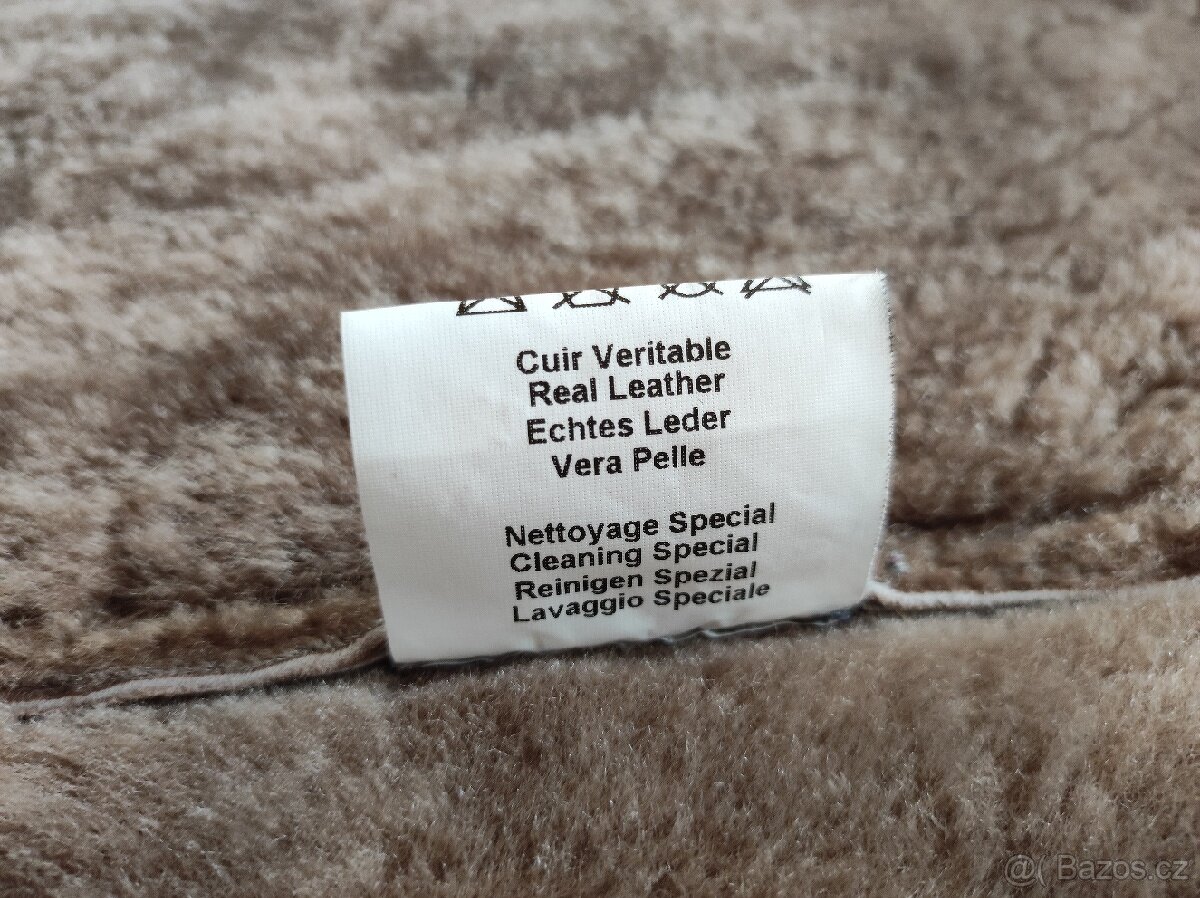 Cuir Veritable
Real Leather
Echtes Leder
Vera Pelle
Nettoyage Special
Cleaning Special
Reinigen Spezial
Lavaggio Speciale
@( Bazos.cz